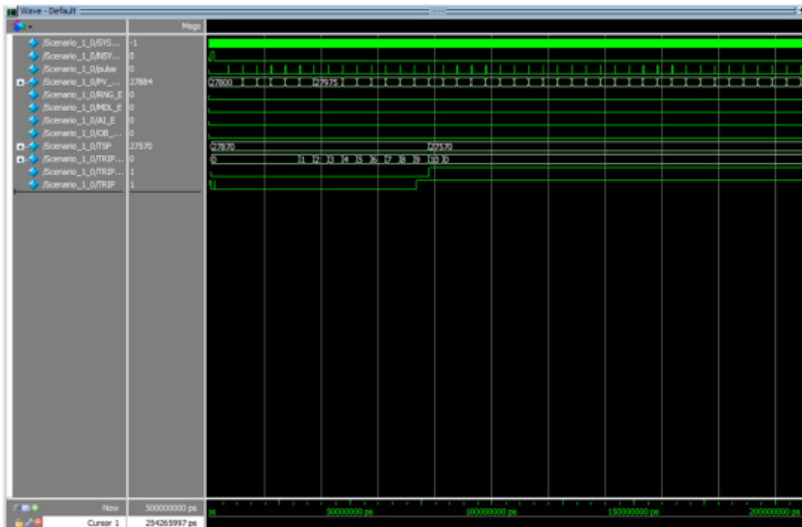 Wave - Default
Msgs
/Scenario_1_0/SYS... -1
/Scenario_1_0/NSY... 0
/Scenario_1_0/pulse 0
/Scenario_1_0/PV_... 27884 27800 27975
/Scenario_1_0/RNG_E 0
/Scenario_1_0/MDL_E 0
/Scenario_1_0/AI_E 0
/Scenario_1_0/OB_... 0
/Scenario_1_0/TSP 27570 27870 27570
/Scenario_1_0/TRIP... 0 0 1 2 3 4 5 6 7 8 9 10 0
/Scenario_1_0/TRIP... 1
/Scenario_1_0/TRIP 1
Now 500000000 ps ps 50000000 ps 100000000 ps 150000000 ps 200000000 ps
Cursor 1 254265997 ps